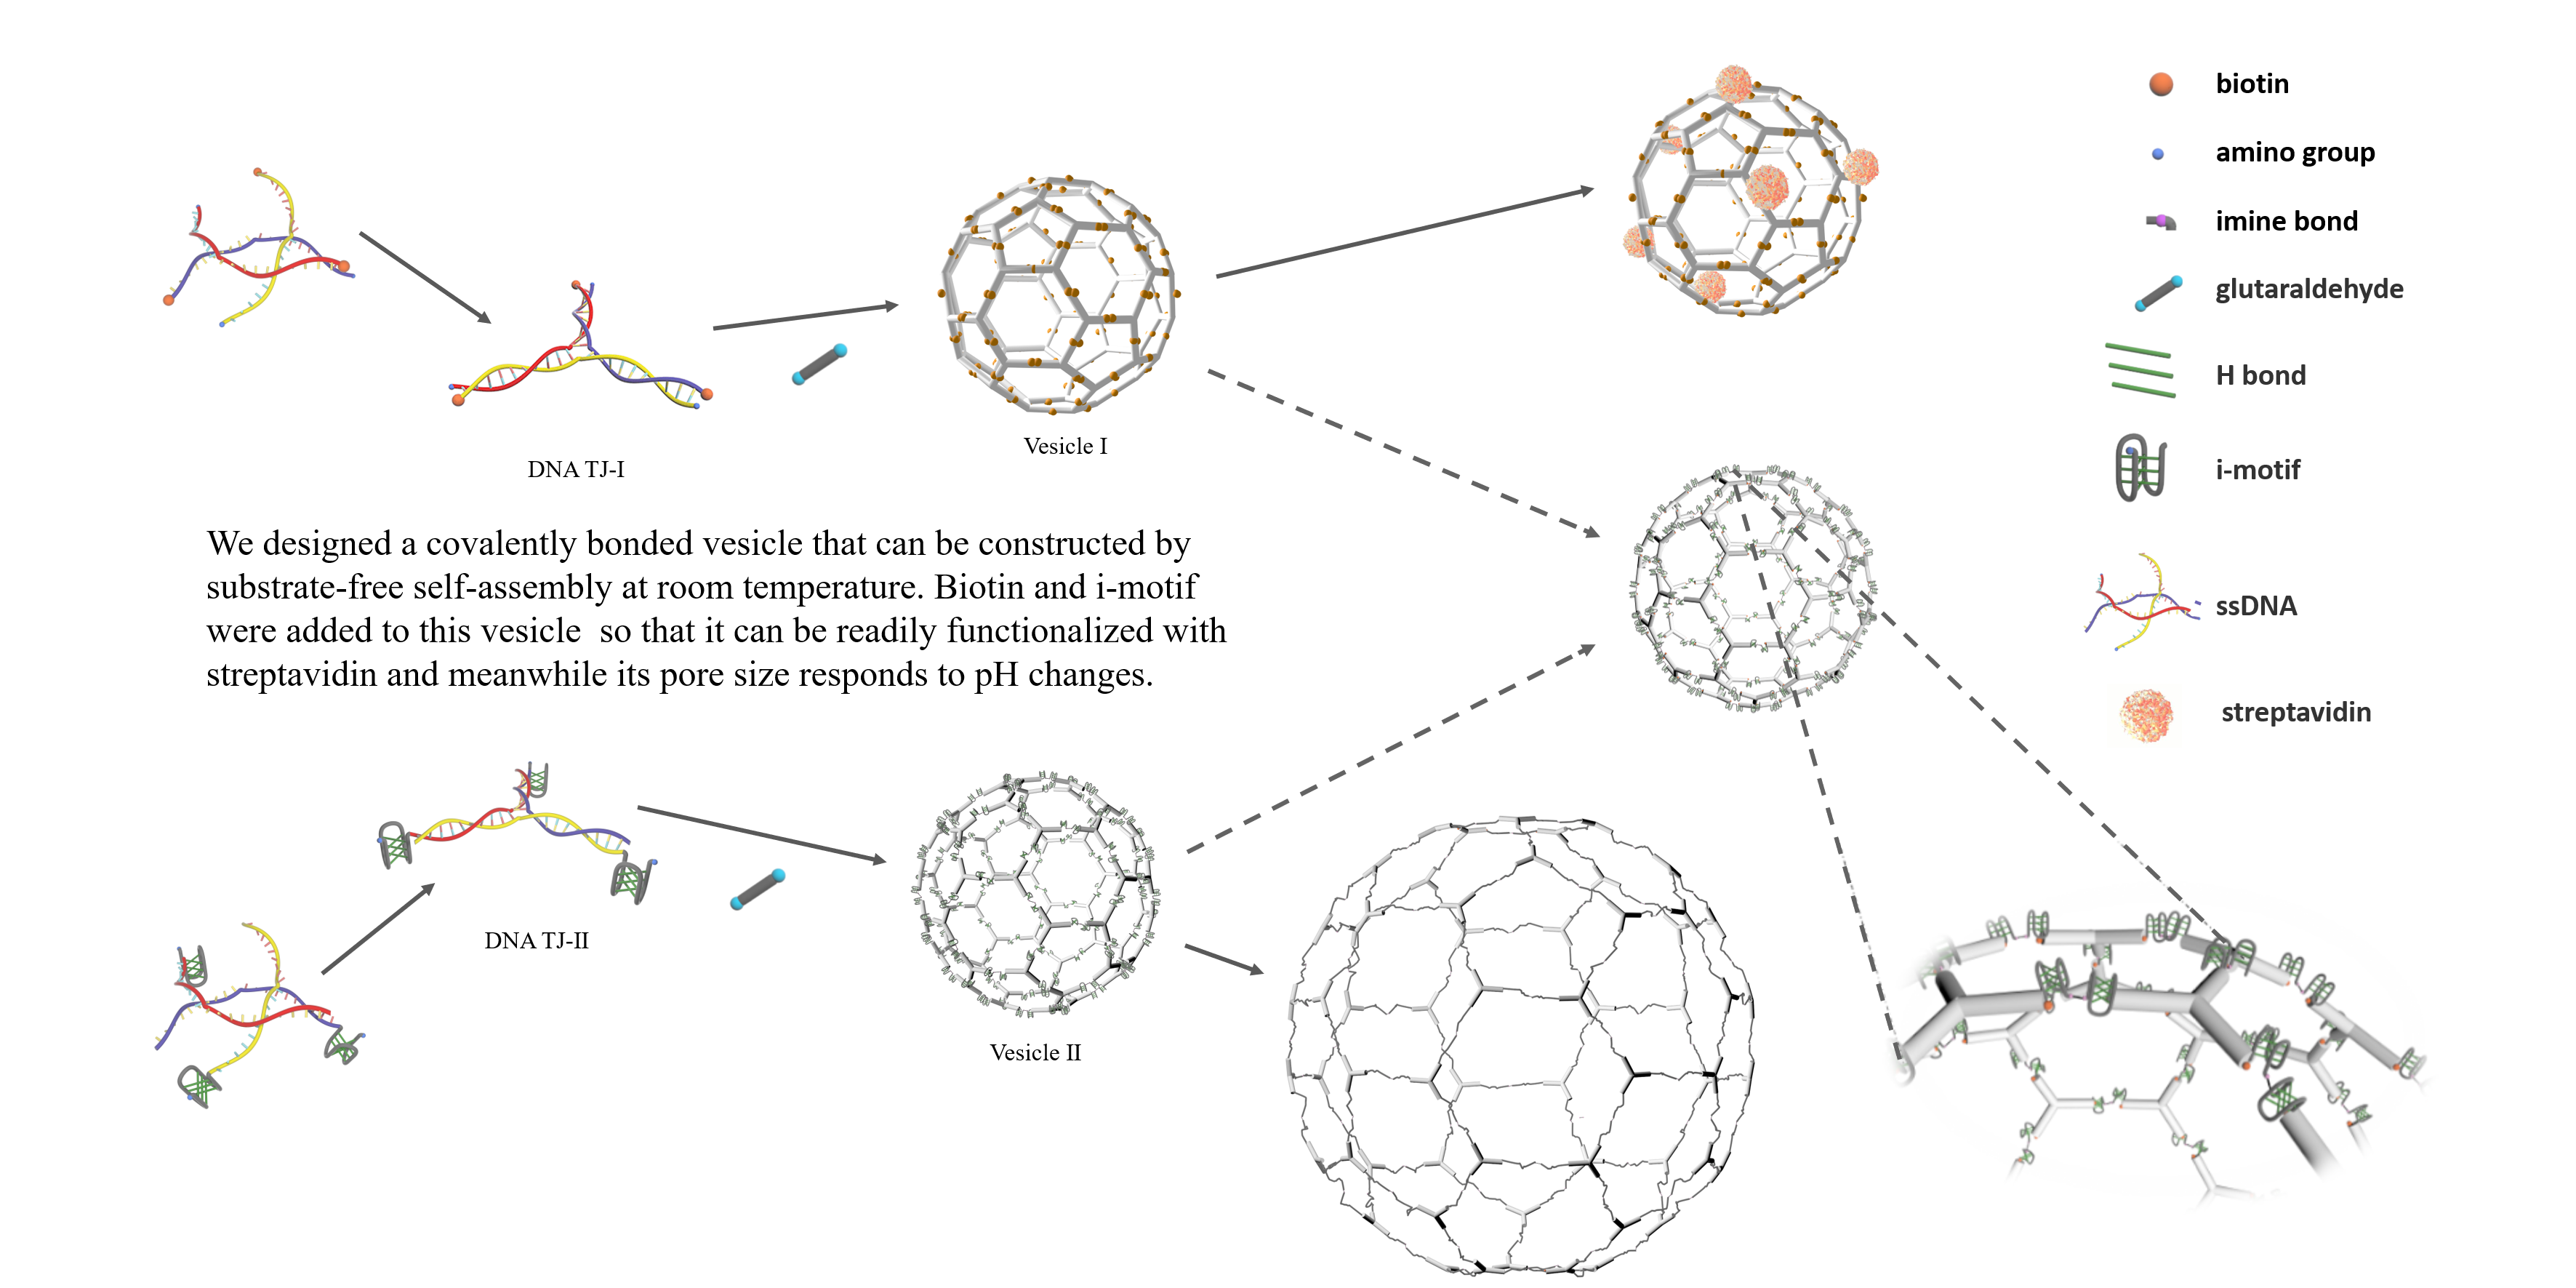 biotin
amino group
imine bond
glutaraldehyde
H bond
i-motif
ssDNA
streptavidin
Vesicle I
DNA TJ-I
We designed a covalently bonded vesicle that can be constructed by
substrate-free self-assembly at room temperature. Biotin and i-motif
were added to this vesicle  so that it can be readily functionalized with
streptavidin and meanwhile its pore size responds to pH changes.
DNA TJ-II
Vesicle II